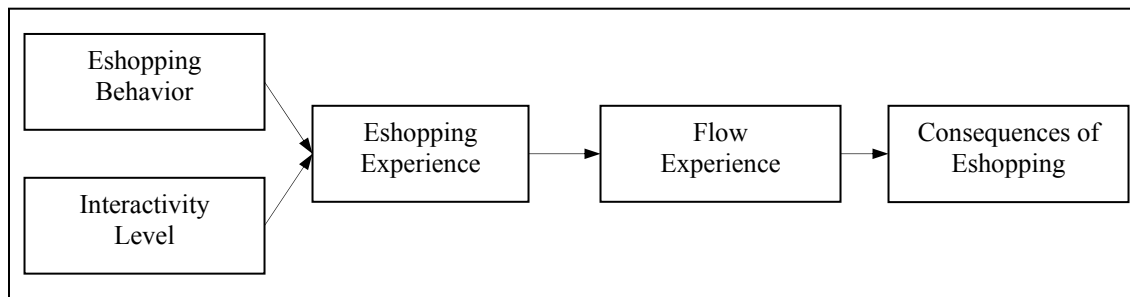 Eshopping
Behavior
Interactivity
Level
Eshopping
Experience
Flow
Experience
Consequences of
Eshopping